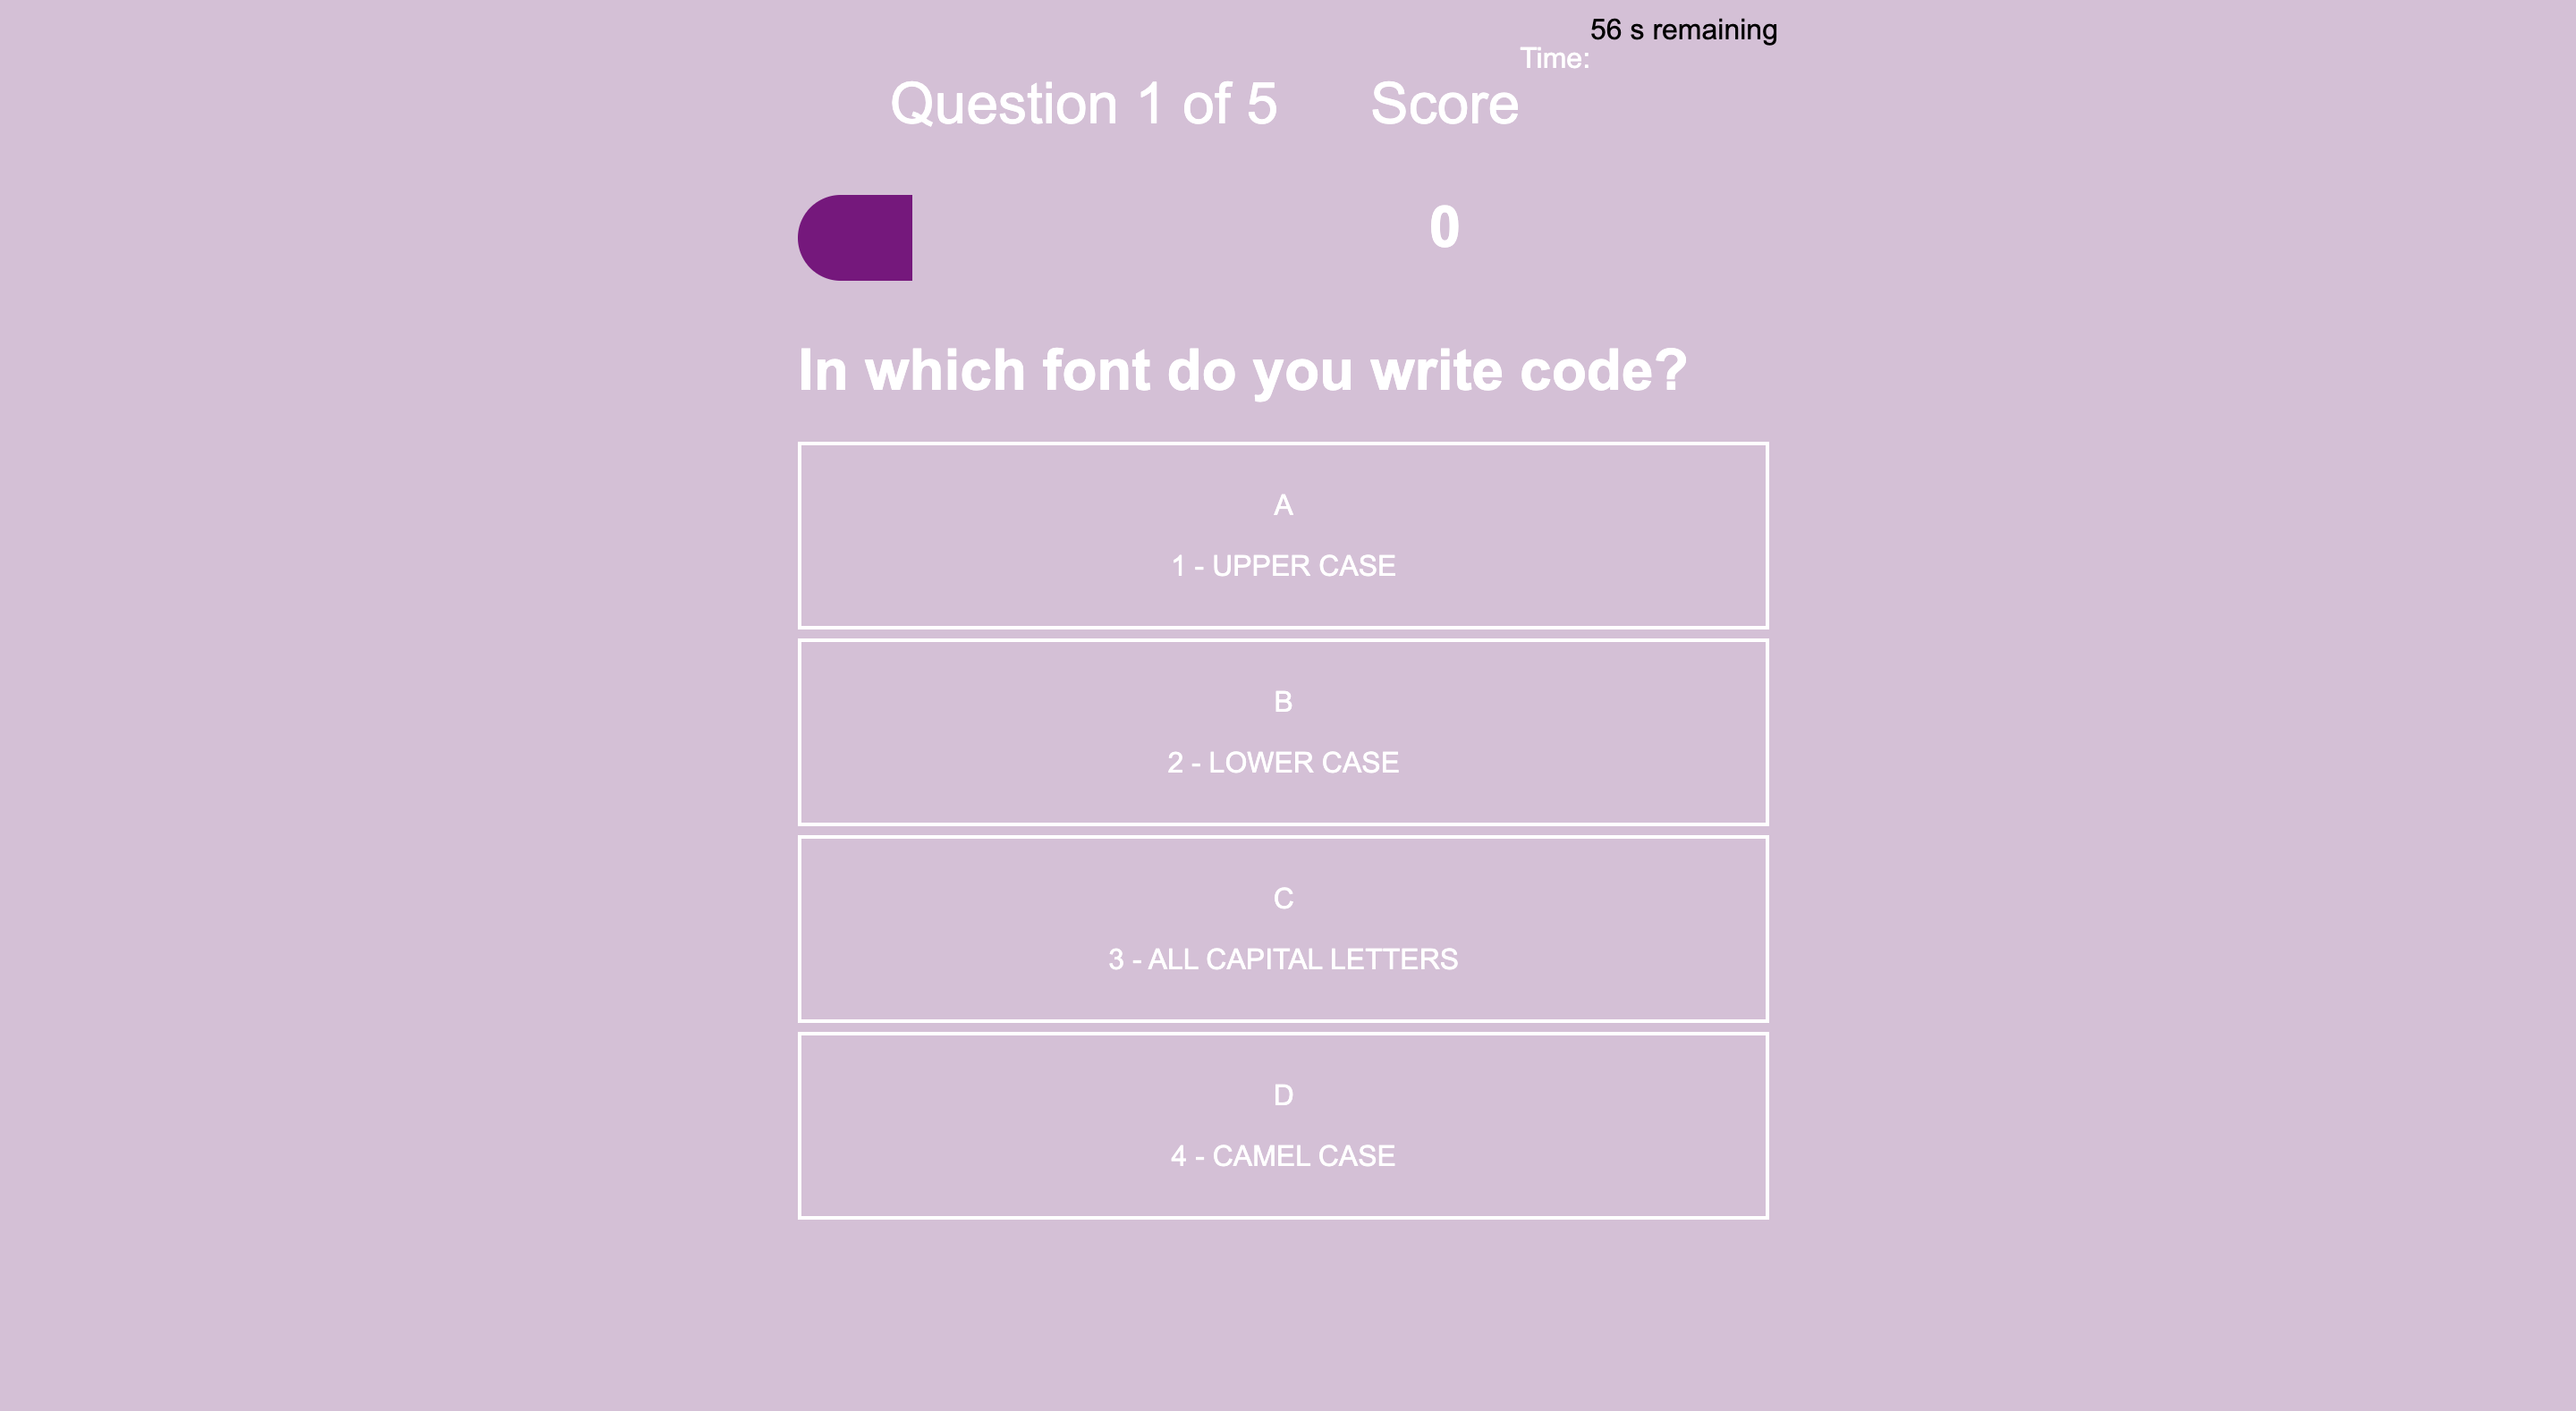 56 s remaining
Time:
Question 1 of 5
Score
0
In which font do you write code?
A
1 - UPPER CASE
B
2 - LOWER CASE
C
3 - ALL CAPITAL LETTERS
D
4 - CAMEL CASE